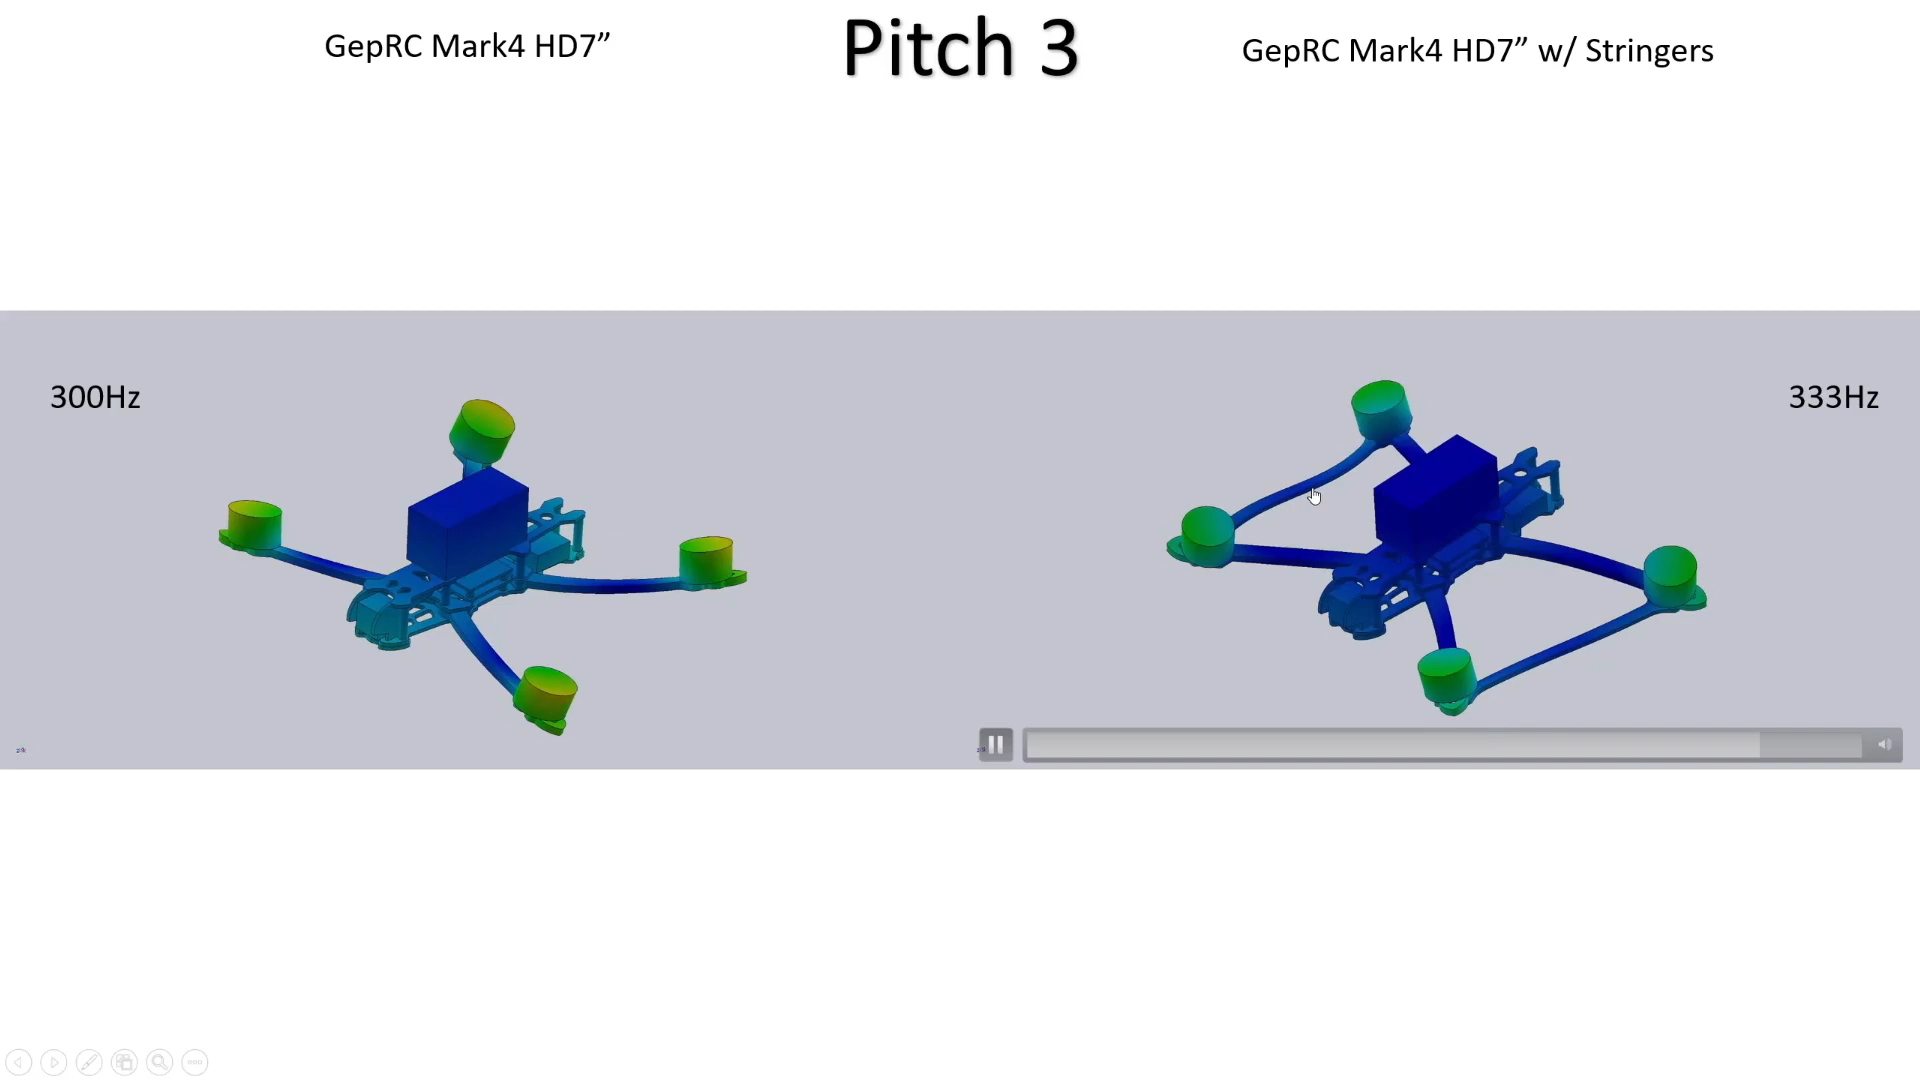 GepRC Mark4 HD7”
Pitch 3
GepRC Mark4 HD7” w/ Stringers
300Hz
333Hz